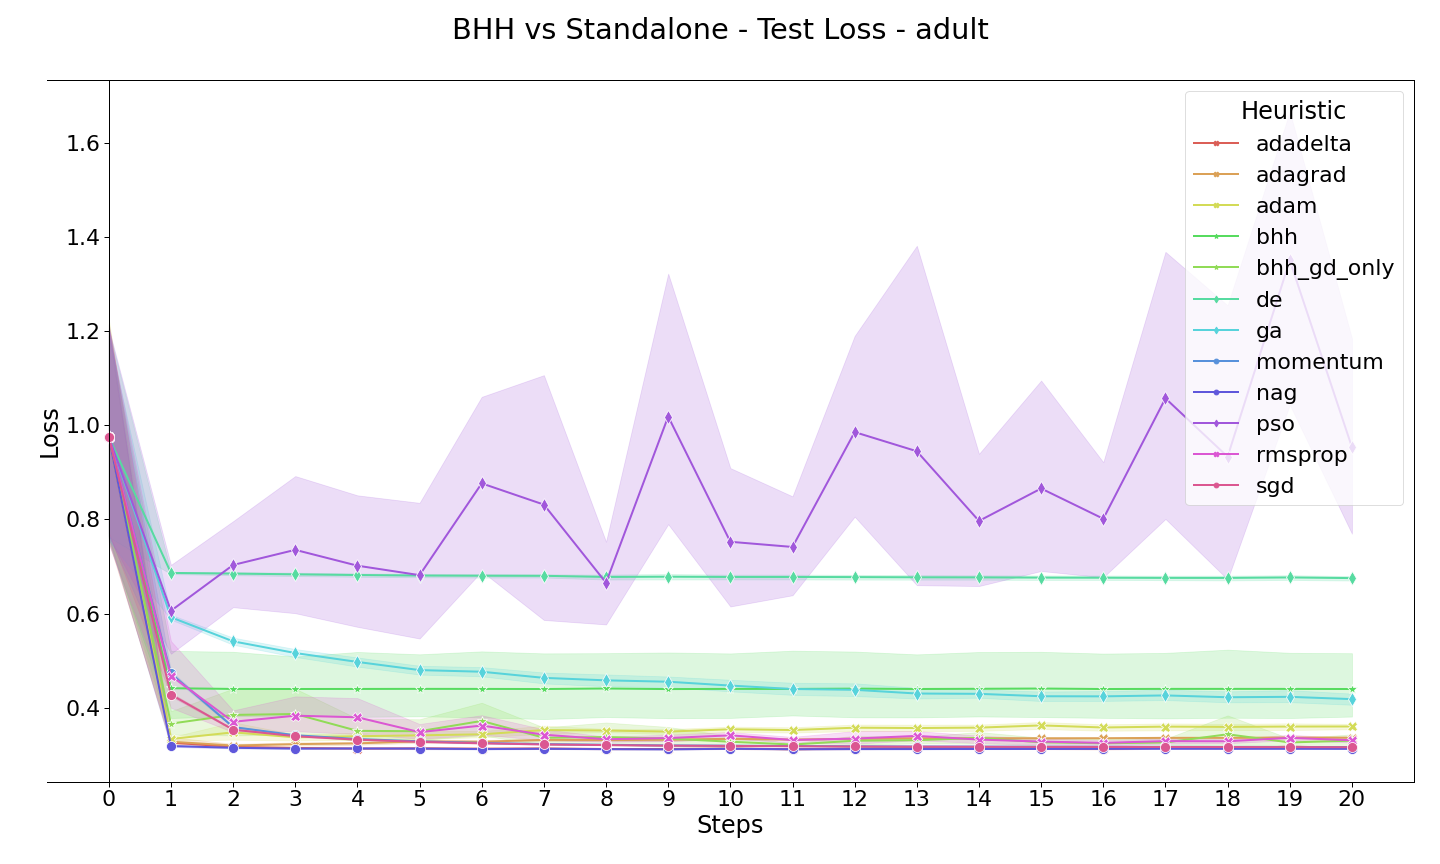 BHH vs Standalone - Test Loss - adult
Heuristic
adadelta
adagrad
adam
bhh
bhh_gd_only
de
ga
momentum
nag
pso
rmsprop
sgd
1.6
1.4
1.2
1.0
0.8
0.6
0.4
Loss
0 1 2 3 4 5 6 7 8 9 10 11 12 13 14 15 16 17 18 19 20
Steps